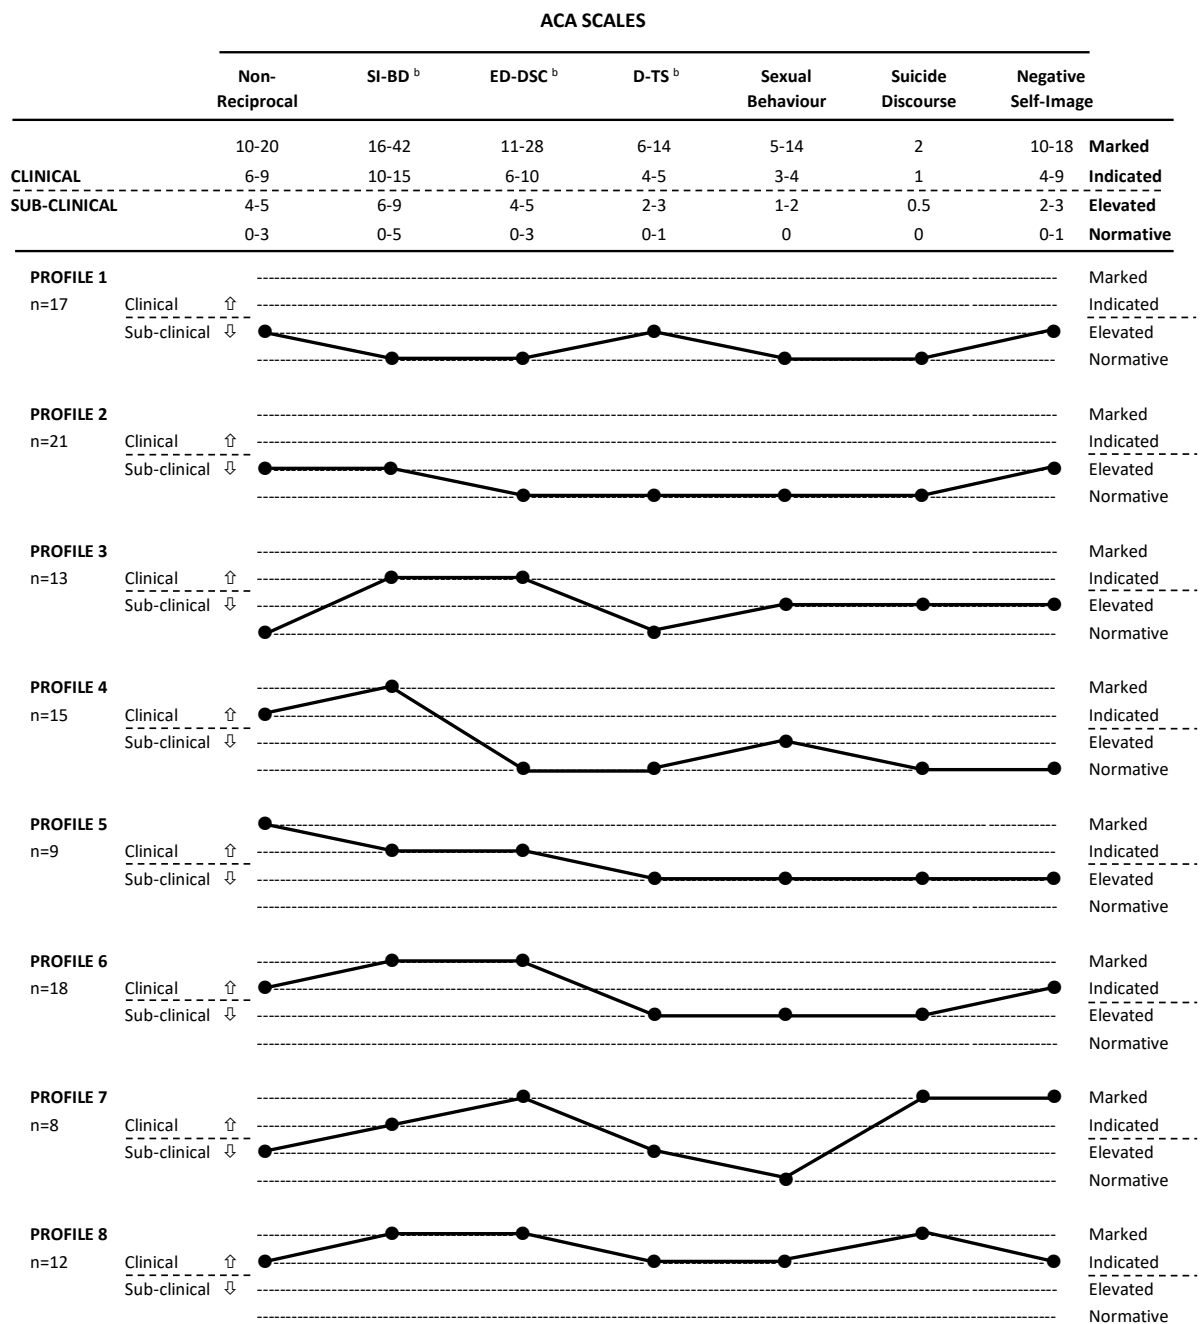 ACA SCALES
Non-Reciprocal SI-BD b ED-DSC b D-TS b Sexual Behaviour Suicide Discourse Negative Self-Image
10-20 16-42 11-28 6-14 5-14 2 10-18 Marked
CLINICAL 6-9 10-15 6-10 4-5 3-4 1 4-9 Indicated
SUB-CLINICAL 4-5 6-9 4-5 2-3 1-2 0.5 2-3 Elevated
0-3 0-5 0-3 0-1 0 0 0-1 Normative
PROFILE 1 Marked
n=17 Clinical ⇧ Indicated
Sub-clinical ⇩ Elevated
Normative
PROFILE 2 Marked
n=21 Clinical ⇧ Indicated
Sub-clinical ⇩ Elevated
Normative
PROFILE 3 Marked
n=13 Clinical ⇧ Indicated
Sub-clinical ⇩ Elevated
Normative
PROFILE 4 Marked
n=15 Clinical ⇧ Indicated
Sub-clinical ⇩ Elevated
Normative
PROFILE 5 Marked
n=9 Clinical ⇧ Indicated
Sub-clinical ⇩ Elevated
Normative
PROFILE 6 Marked
n=18 Clinical ⇧ Indicated
Sub-clinical ⇩ Elevated
Normative
PROFILE 7 Marked
n=8 Clinical ⇧ Indicated
Sub-clinical ⇩ Elevated
Normative
PROFILE 8 Marked
n=12 Clinical ⇧ Indicated
Sub-clinical ⇩ Elevated
Normative